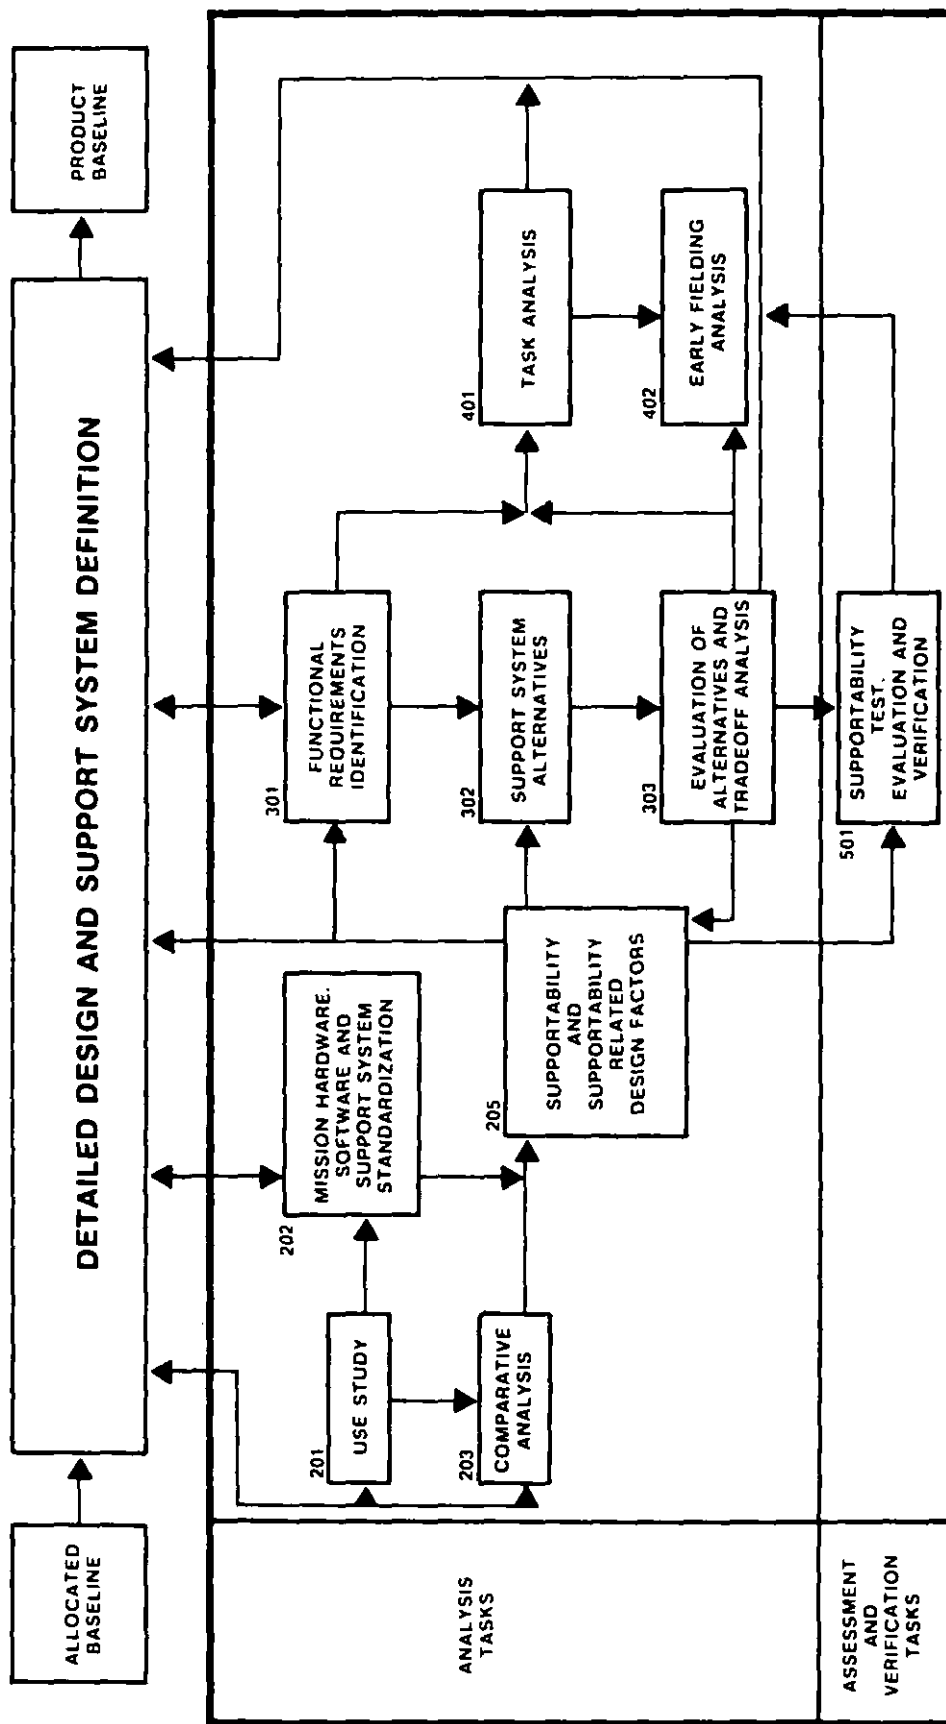 ALLOCATED
BASELINE
DETAILED DESIGN AND SUPPORT SYSTEM DEFINITION
PRODUCT
BASELINE
ANALYSIS
TASKS
201
USE STUDY
202
MISSION HARDWARE.
SOFTWARE AND
SUPPORT SYSTEM
STANDARDIZATION
203
COMPARATIVE
ANALYSIS
205
SUPPORTABILITY
AND
SUPPORTABILITY
RELATED
DESIGN FACTORS
301
FUNCTIONAL
REQUIREMENTS
IDENTIFICATION
302
SUPPORT SYSTEM
ALTERNATIVES
303
EVALUATION OF
ALTERNATIVES AND
TRADEOFF ANALYSIS
401
TASK ANALYSIS
402
EARLY FIELDING
ANALYSIS
ASSESSMENT
AND
VERIFICATION
TASKS
501
SUPPORTABILITY
TEST.
EVALUATION AND
VERIFICATION